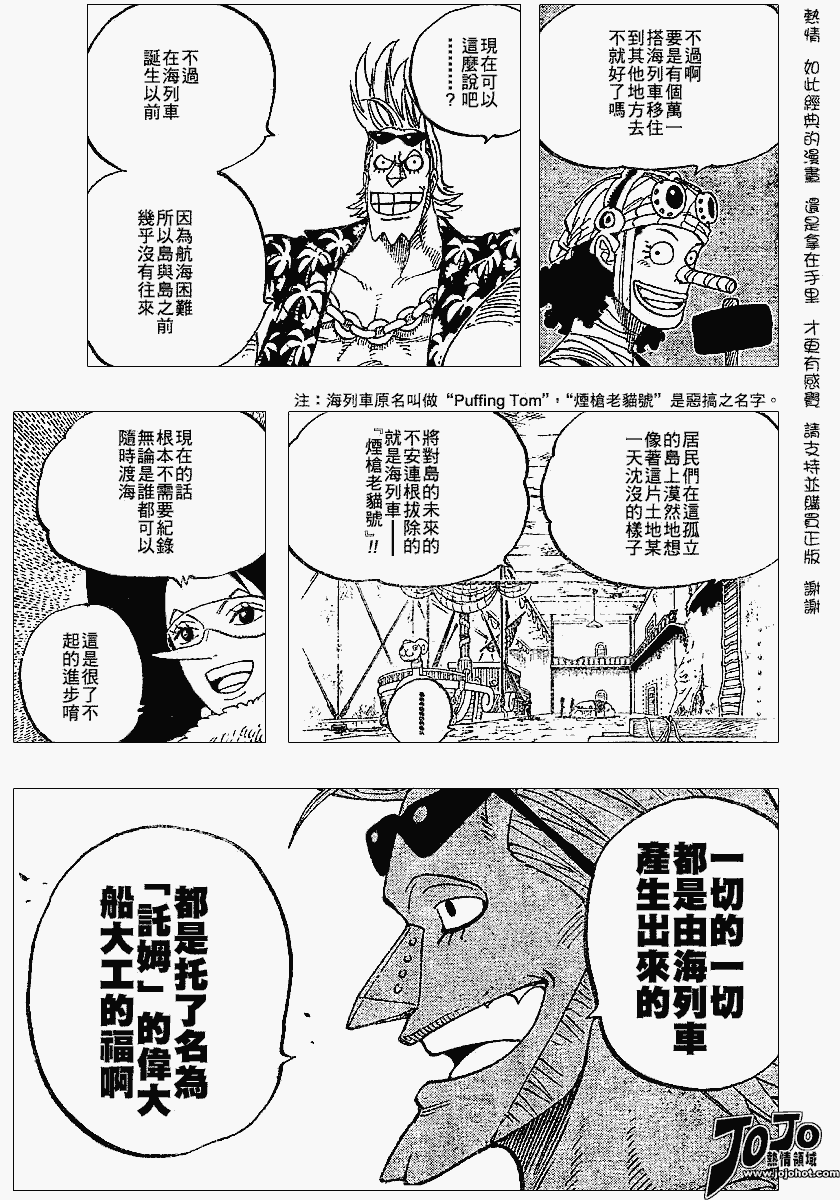 不過啊
要是有個萬一
搭海列車移住
到其他地方去
不就好了嗎
現在可以
這麼說吧
…………?
不過
在海列車
誕生以前
因為航海困難
所以島與島之前
幾乎沒有往來
注：海列車原名叫做“Puffing Tom”，“煙槍老貓號”是惡搞之名字。
居民們在這孤立
的島上漠然地想
像著這片土地某
一天沈沒的樣子
將對島的未來的
不安連根拔除的
就是海列車——
『煙槍老貓號』!!
………
現在的話
根本不需要紀錄
無論是誰都可以
隨時渡海
這是很了不
起的進步唷
一切的一切
都是由海列車
產生出來的
都是托了名為
「託姆」的偉大
船大工的福啊
熱情 如此經典的漫畫 還是拿在手里 才更有感覺 請支持並購買正版 謝謝
JOJO
熱情領域
www.jojohot.com